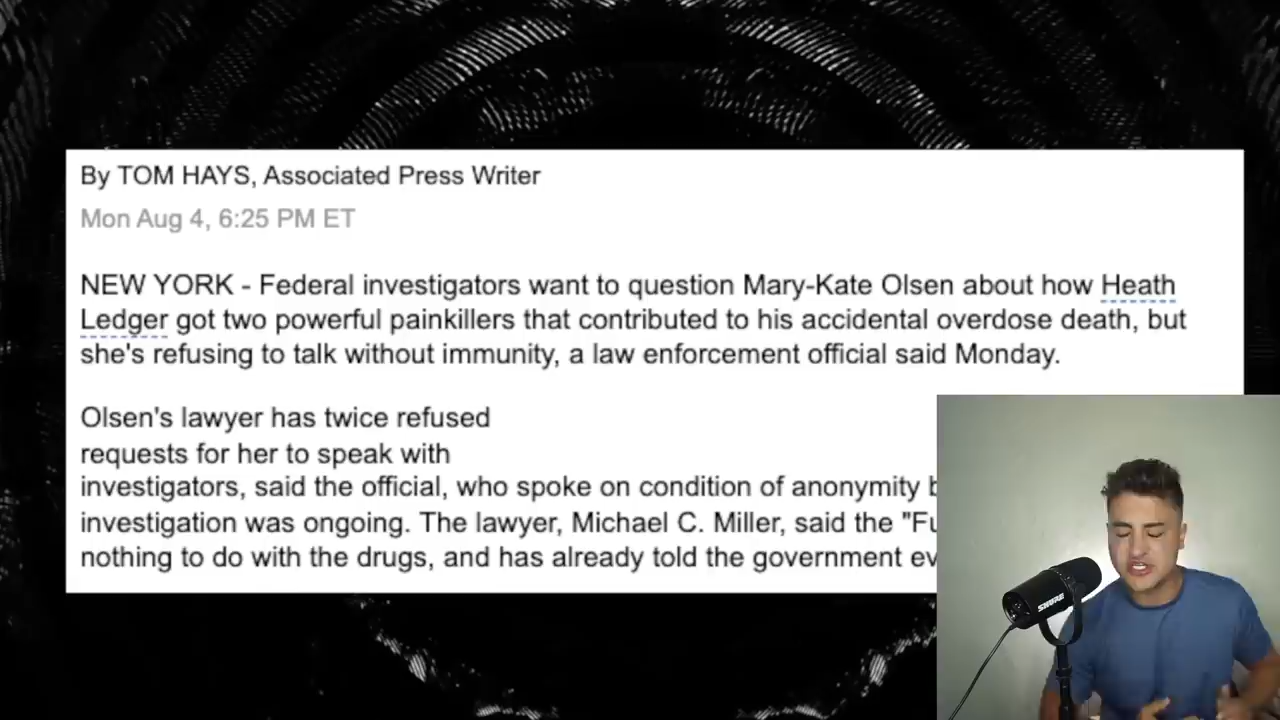 By TOM HAYS, Associated Press Writer
Mon Aug 4, 6:25 PM ET
NEW YORK - Federal investigators want to question Mary-Kate Olsen about how Heath
Ledger got two powerful painkillers that contributed to his accidental overdose death, but
she's refusing to talk without immunity, a law enforcement official said Monday.
Olsen's lawyer has twice refused
requests for her to speak with
investigators, said the official, who spoke on condition of anonymity
investigation was ongoing. The lawyer, Michael C. Miller, said the
nothing to do with the drugs, and has already told the government
SHURE